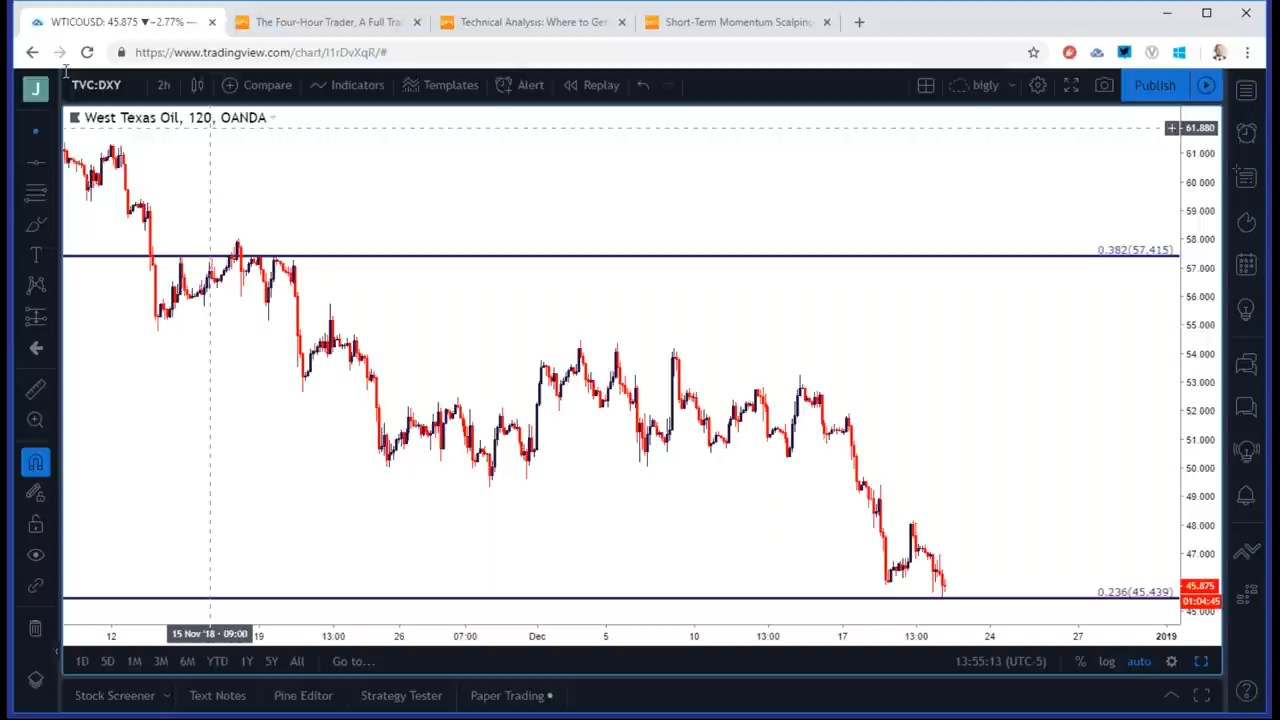 WTICOUSD: 45.875 ▼−2.77% —
The Four-Hour Trader, A Full Trai
Technical Analysis: Where to Get
Short-Term Momentum Scalping
https://www.tradingview.com/chart/I1rDvXqR/#
J
TVC:DXY
2h
Compare
Indicators
Templates
Alert
Replay
bigly
Publish
West Texas Oil, 120, OANDA
61.880
61.000
60.000
59.000
58.000
0.382(57.415)
57.000
56.000
55.000
54.000
53.000
52.000
51.000
50.000
49.000
48.000
47.000
0.236(45.439)
45.875
01:04:45
45.000
12
15 Nov '18 - 09:00
19
13:00
26
07:00
Dec
5
10
13:00
17
13:00
24
27
2019
1D 5D 1M 3M 6M YTD 1Y 5Y All Go to...
13:55:13 (UTC-5) % log auto
Stock Screener Text Notes Pine Editor Strategy Tester Paper Trading